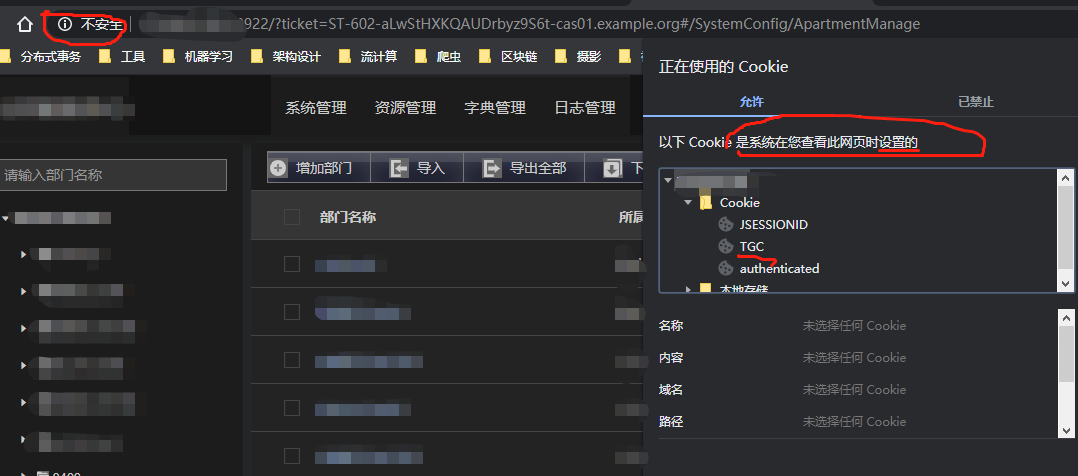 不安全
0922/?ticket=ST-602-aLwStHXKQAUDrbyz9S6t-cas01.example.org#/SystemConfig/ApartmentManage
分布式事务 工具 机器学习 架构设计 流计算 爬虫 区块链 摄影
正在使用的 Cookie
允许 已禁止
系统管理 资源管理 字典管理 日志管理
以下 Cookie 是系统在您查看此网页时设置的
增加部门 导入 导出全部 下
请输入部门名称
Cookie
部门名称 所属
JSESSIONID
TGC
authenticated
本地存储
名称 未选择任何 Cookie
内容 未选择任何 Cookie
域名 未选择任何 Cookie
路径 未选择任何 Cookie